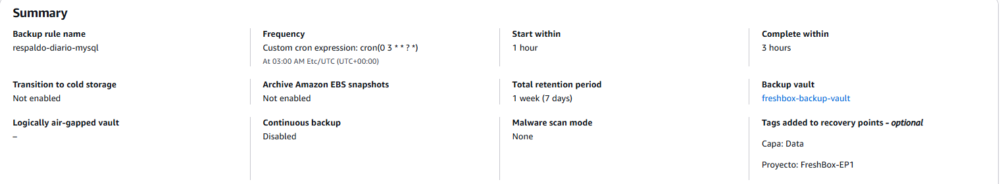 Summary
Backup rule name
respaldo-diario-mysql
Frequency
Custom cron expression: cron(0 3 * * ? *)
At 03:00 AM Etc/UTC (UTC+00:00)
Start within
1 hour
Complete within
3 hours
Transition to cold storage
Not enabled
Archive Amazon EBS snapshots
Not enabled
Total retention period
1 week (7 days)
Backup vault
freshbox-backup-vault
Logically air-gapped vault
–
Continuous backup
Disabled
Malware scan mode
None
Tags added to recovery points - optional
Capa: Data
Proyecto: FreshBox-EP1